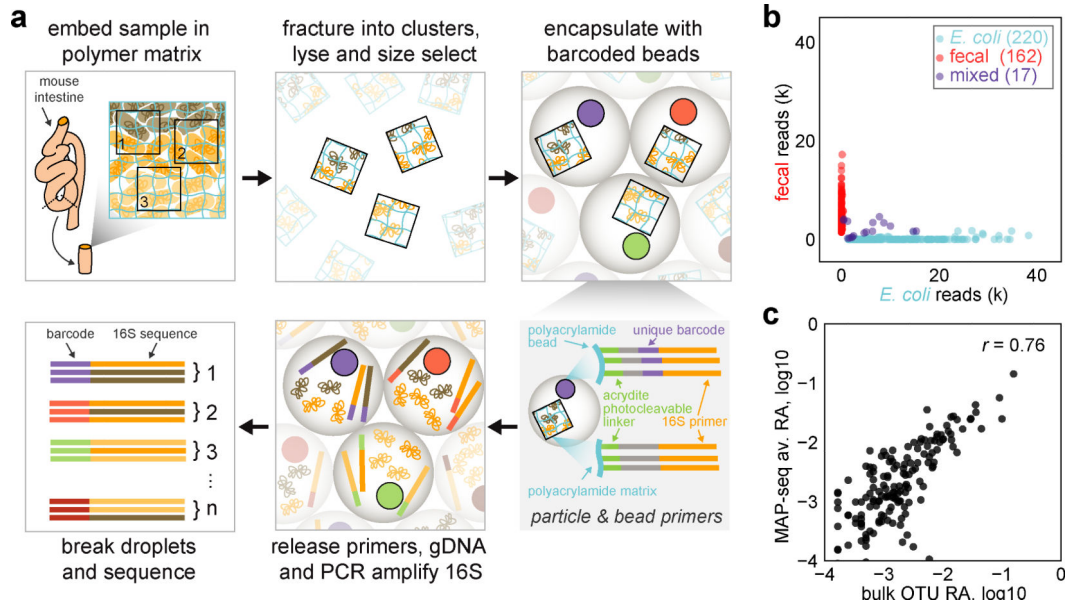 a
embed sample in
polymer matrix
mouse
intestine
1
2
3
fracture into clusters,
lyse and size select
encapsulate with
barcoded beads
polyacrylamide
bead
unique barcode
acrydite
photocleavable
linker
16S primer
polyacrylamide matrix
particle & bead primers
release primers, gDNA
and PCR amplify 16S
barcode
16S sequence
} 1
} 2
} 3
⋮
} n
break droplets
and sequence
b
fecal reads (k)
40
20
0
E. coli (220)
fecal (162)
mixed (17)
0
20
40
E. coli reads (k)
c
MAP-seq av. RA, log10
0
−1
−2
−3
−4
r = 0.76
−4
−3
−2
−1
0
bulk OTU RA, log10